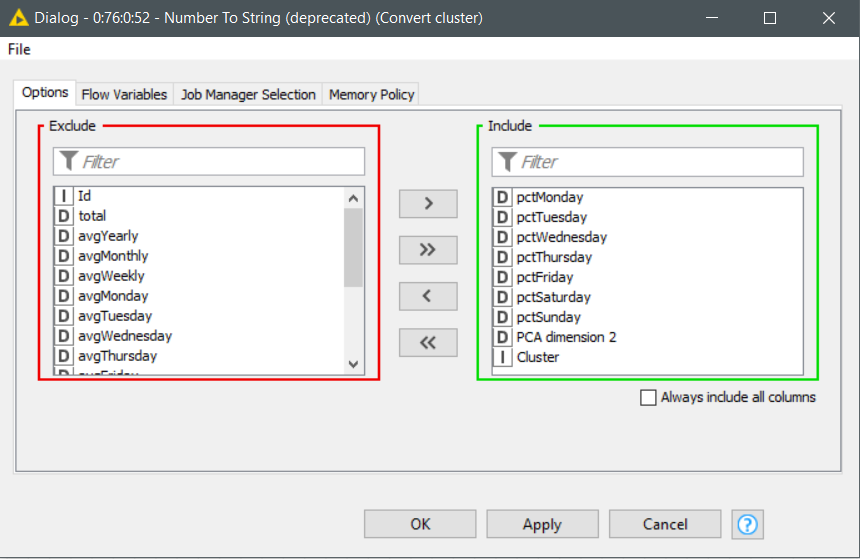 Dialog - 0:76:0:52 - Number To String (deprecated) (Convert cluster)
File
Options Flow Variables Job Manager Selection Memory Policy
Exclude
Filter
I Id
D total
D avgYearly
D avgMonthly
D avgWeekly
D avgMonday
D avgTuesday
D avgWednesday
D avgThursday
D avgFriday
>
>>
<
<<
Include
Filter
D pctMonday
D pctTuesday
D pctWednesday
D pctThursday
D pctFriday
D pctSaturday
D pctSunday
D PCA dimension 2
I Cluster
Always include all columns
OK Apply Cancel ?